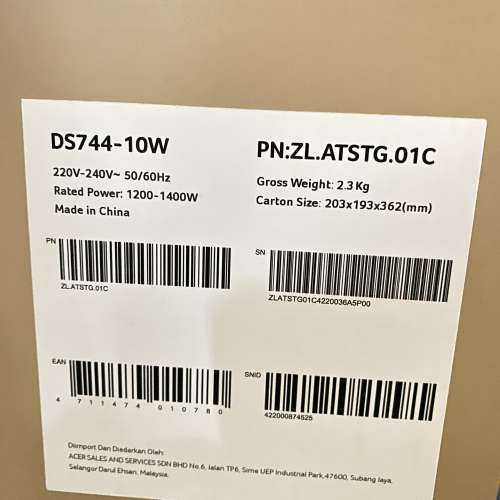 DS744-10W
220V-240V~ 50/60Hz
Rated Power: 1200-1400W
Made in China
PN:ZL.ATSTG.01C
Gross Weight: 2.3 Kg
Carton Size: 203x193x362(mm)
PN
ZL.ATSTG.01C
SN
ZLATSTG01C4220036A5P00
EAN
4 711474 010780
SNID
422000874525
Diimport Dan Diedarkan Oleh:
ACER SALES AND SERVICES SDN BHD No.6, Jalan TP6, Sime UEP Industrial Park,47600, Subang Jaya,
Selangor Darul Ehsan, Malaysia.